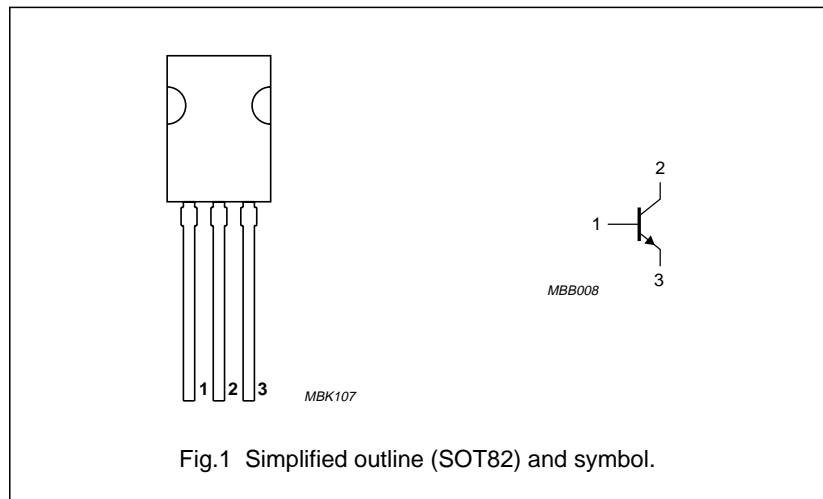 2
1
3
MBB008
1 2 3
MBK107
Fig.1 Simplified outline (SOT82) and symbol.